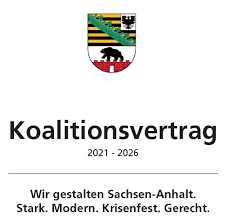 Koalitionsvertrag
2021 - 2026
Wir gestalten Sachsen-Anhalt.
Stark. Modern. Krisenfest. Gerecht.